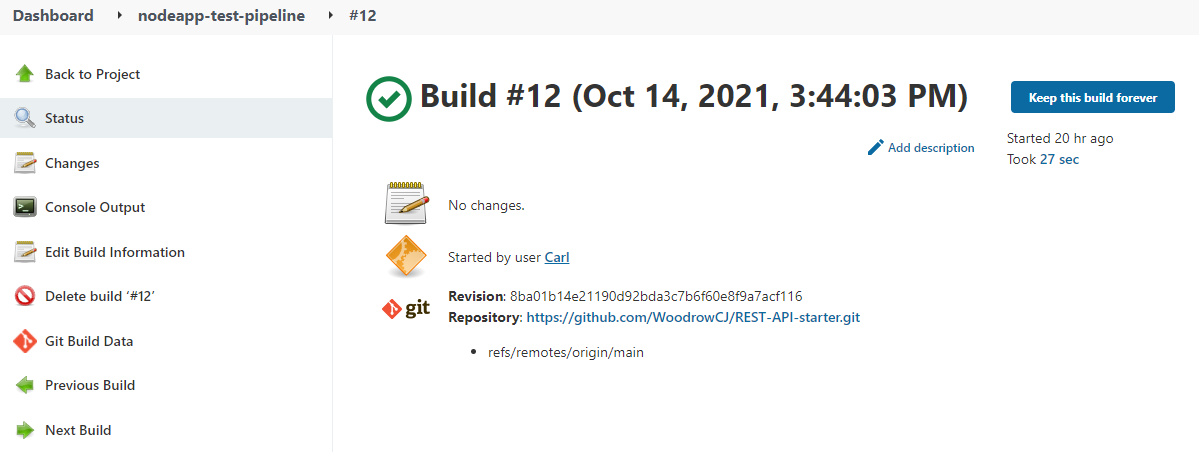 Dashboard nodeapp-test-pipeline #12
Back to Project
Status
Changes
Console Output
Edit Build Information
Delete build ‘#12’
Git Build Data
Previous Build
Next Build
Build #12 (Oct 14, 2021, 3:44:03 PM)
Keep this build forever
Add description
Started 20 hr ago
Took 27 sec
No changes.
Started by user Carl
git
Revision: 8ba01b14e21190d92bda3c7b6f60e8f9a7acf116
Repository: https://github.com/WoodrowCJ/REST-API-starter.git
• refs/remotes/origin/main